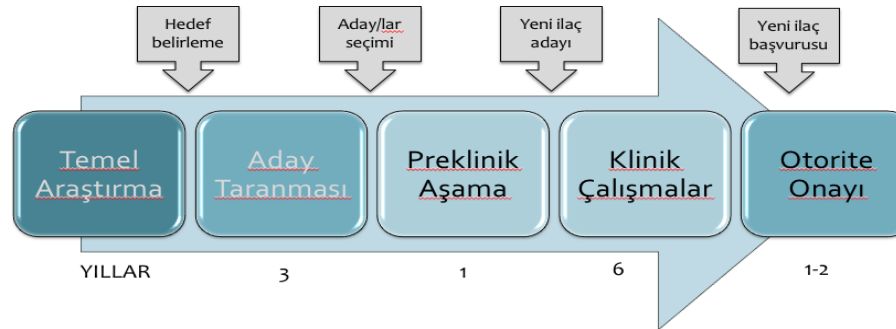 Hedef
belirleme
Aday/lar
seçimi
Yeni ilaç
adayı
Yeni ilaç
başvurusu
Temel
Araştırma
Aday
Taranması
Preklinik
Aşama
Klinik
Çalışmalar
Otorite
Onayı
YILLAR
3
1
6
1-2